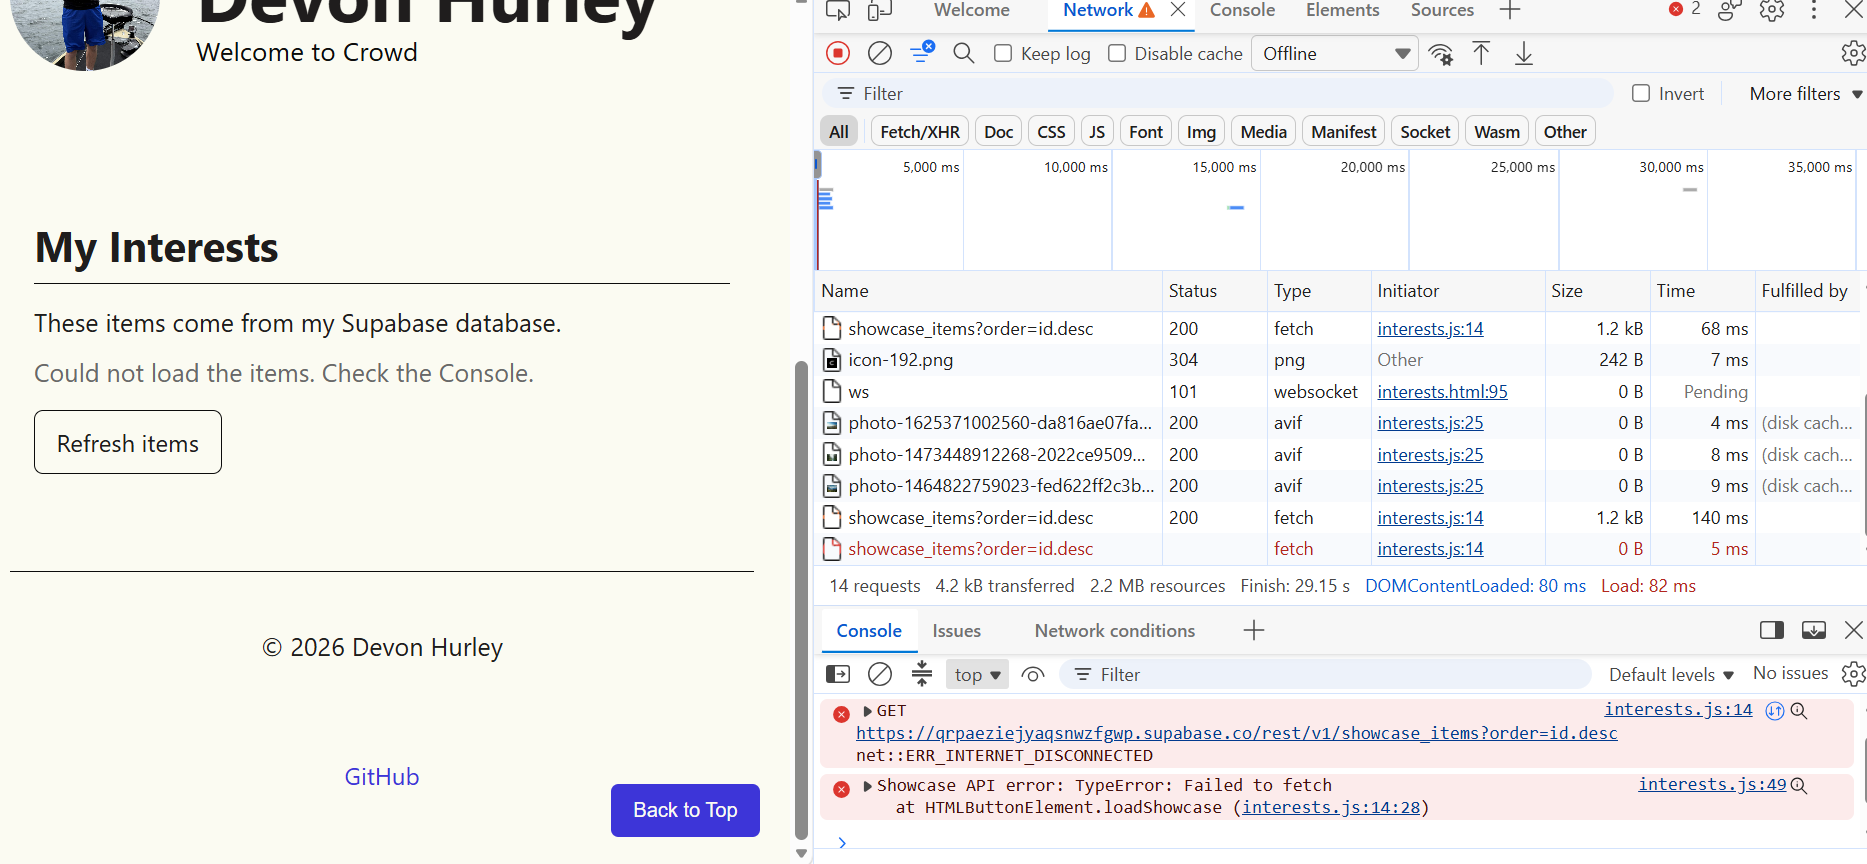 Devon Hurley
Welcome to Crowd
My Interests
These items come from my Supabase database.
Could not load the items. Check the Console.
Refresh items
© 2026 Devon Hurley
GitHub
Back to Top
Welcome Network Console Elements Sources 2
Keep log Disable cache Offline
Filter Invert More filters
All Fetch/XHR Doc CSS JS Font Img Media Manifest Socket Wasm Other
5,000 ms 10,000 ms 15,000 ms 20,000 ms 25,000 ms 30,000 ms 35,000 ms
Name Status Type Initiator Size Time Fulfilled by
showcase_items?order=id.desc 200 fetch interests.js:14 1.2 kB 68 ms
icon-192.png 304 png Other 242 B 7 ms
ws 101 websocket interests.html:95 0 B Pending
photo-1625371002560-da816ae07fa... 200 avif interests.js:25 0 B 4 ms (disk cach...
photo-1473448912268-2022ce9509... 200 avif interests.js:25 0 B 8 ms (disk cach...
photo-1464822759023-fed622ff2c3b... 200 avif interests.js:25 0 B 9 ms (disk cach...
showcase_items?order=id.desc 200 fetch interests.js:14 1.2 kB 140 ms
showcase_items?order=id.desc fetch interests.js:14 0 B 5 ms
14 requests 4.2 kB transferred 2.2 MB resources Finish: 29.15 s DOMContentLoaded: 80 ms Load: 82 ms
Console Issues Network conditions
top Filter Default levels No issues
GET interests.js:14
https://qrpaeziejyaqsnwzfgwp.supabase.co/rest/v1/showcase_items?order=id.desc
net::ERR_INTERNET_DISCONNECTED
Showcase API error: TypeError: Failed to fetch interests.js:49
at HTMLButtonElement.loadShowcase (interests.js:14:28)